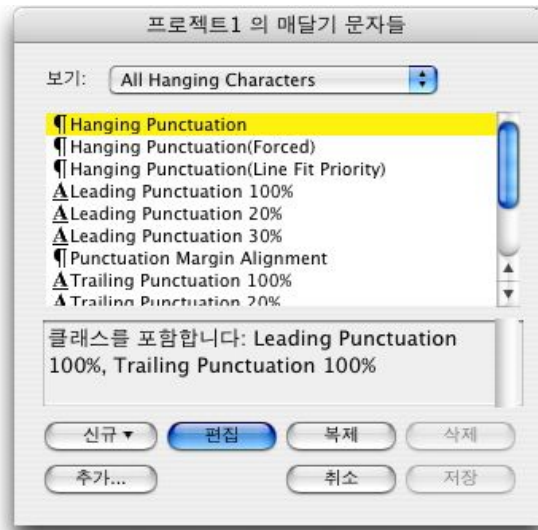 프로젝트1 의 매달기 문자들
보기: All Hanging Characters
¶Hanging Punctuation
¶Hanging Punctuation(Forced)
¶Hanging Punctuation(Line Fit Priority)
A Leading Punctuation 100%
A Leading Punctuation 20%
A Leading Punctuation 30%
¶Punctuation Margin Alignment
A Trailing Punctuation 100%
A Trailing Punctuation 20%
클래스를 포함합니다: Leading Punctuation
100%, Trailing Punctuation 100%
신규 편집 복제 삭제
추가... 취소 저장